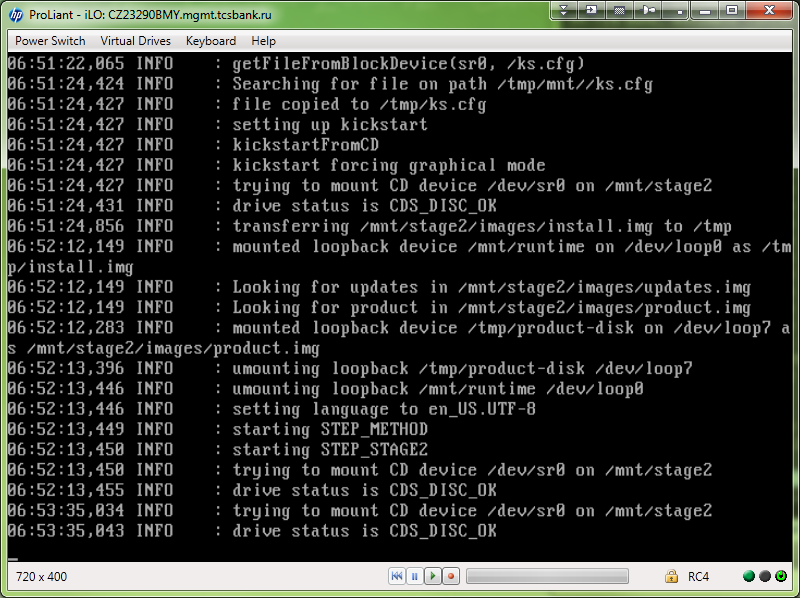 ProLiant - iLO: CZ23290BMY.mgmt.tcsbank.ru
Power Switch Virtual Drives Keyboard Help
06:51:22,065 INFO : getFileFromBlockDevice(sr0, /ks.cfg)
06:51:24,424 INFO : Searching for file on path /tmp/mnt//ks.cfg
06:51:24,427 INFO : file copied to /tmp/ks.cfg
06:51:24,427 INFO : setting up kickstart
06:51:24,427 INFO : kickstartFromCD
06:51:24,427 INFO : kickstart forcing graphical mode
06:51:24,427 INFO : trying to mount CD device /dev/sr0 on /mnt/stage2
06:51:24,431 INFO : drive status is CDS_DISC_OK
06:51:24,856 INFO : transferring /mnt/stage2/images/install.img to /tmp
06:52:12,149 INFO : mounted loopback device /mnt/runtime on /dev/loop0 as /tm
p/install.img
06:52:12,149 INFO : Looking for updates in /mnt/stage2/images/updates.img
06:52:12,149 INFO : Looking for product in /mnt/stage2/images/product.img
06:52:12,283 INFO : mounted loopback device /tmp/product-disk on /dev/loop7 a
s /mnt/stage2/images/product.img
06:52:13,396 INFO : umounting loopback /tmp/product-disk /dev/loop7
06:52:13,446 INFO : umounting loopback /mnt/runtime /dev/loop0
06:52:13,446 INFO : setting language to en_US.UTF-8
06:52:13,449 INFO : starting STEP_METHOD
06:52:13,450 INFO : starting STEP_STAGE2
06:52:13,450 INFO : trying to mount CD device /dev/sr0 on /mnt/stage2
06:52:13,455 INFO : drive status is CDS_DISC_OK
06:53:35,034 INFO : trying to mount CD device /dev/sr0 on /mnt/stage2
06:53:35,043 INFO : drive status is CDS_DISC_OK
720 x 400 RC4